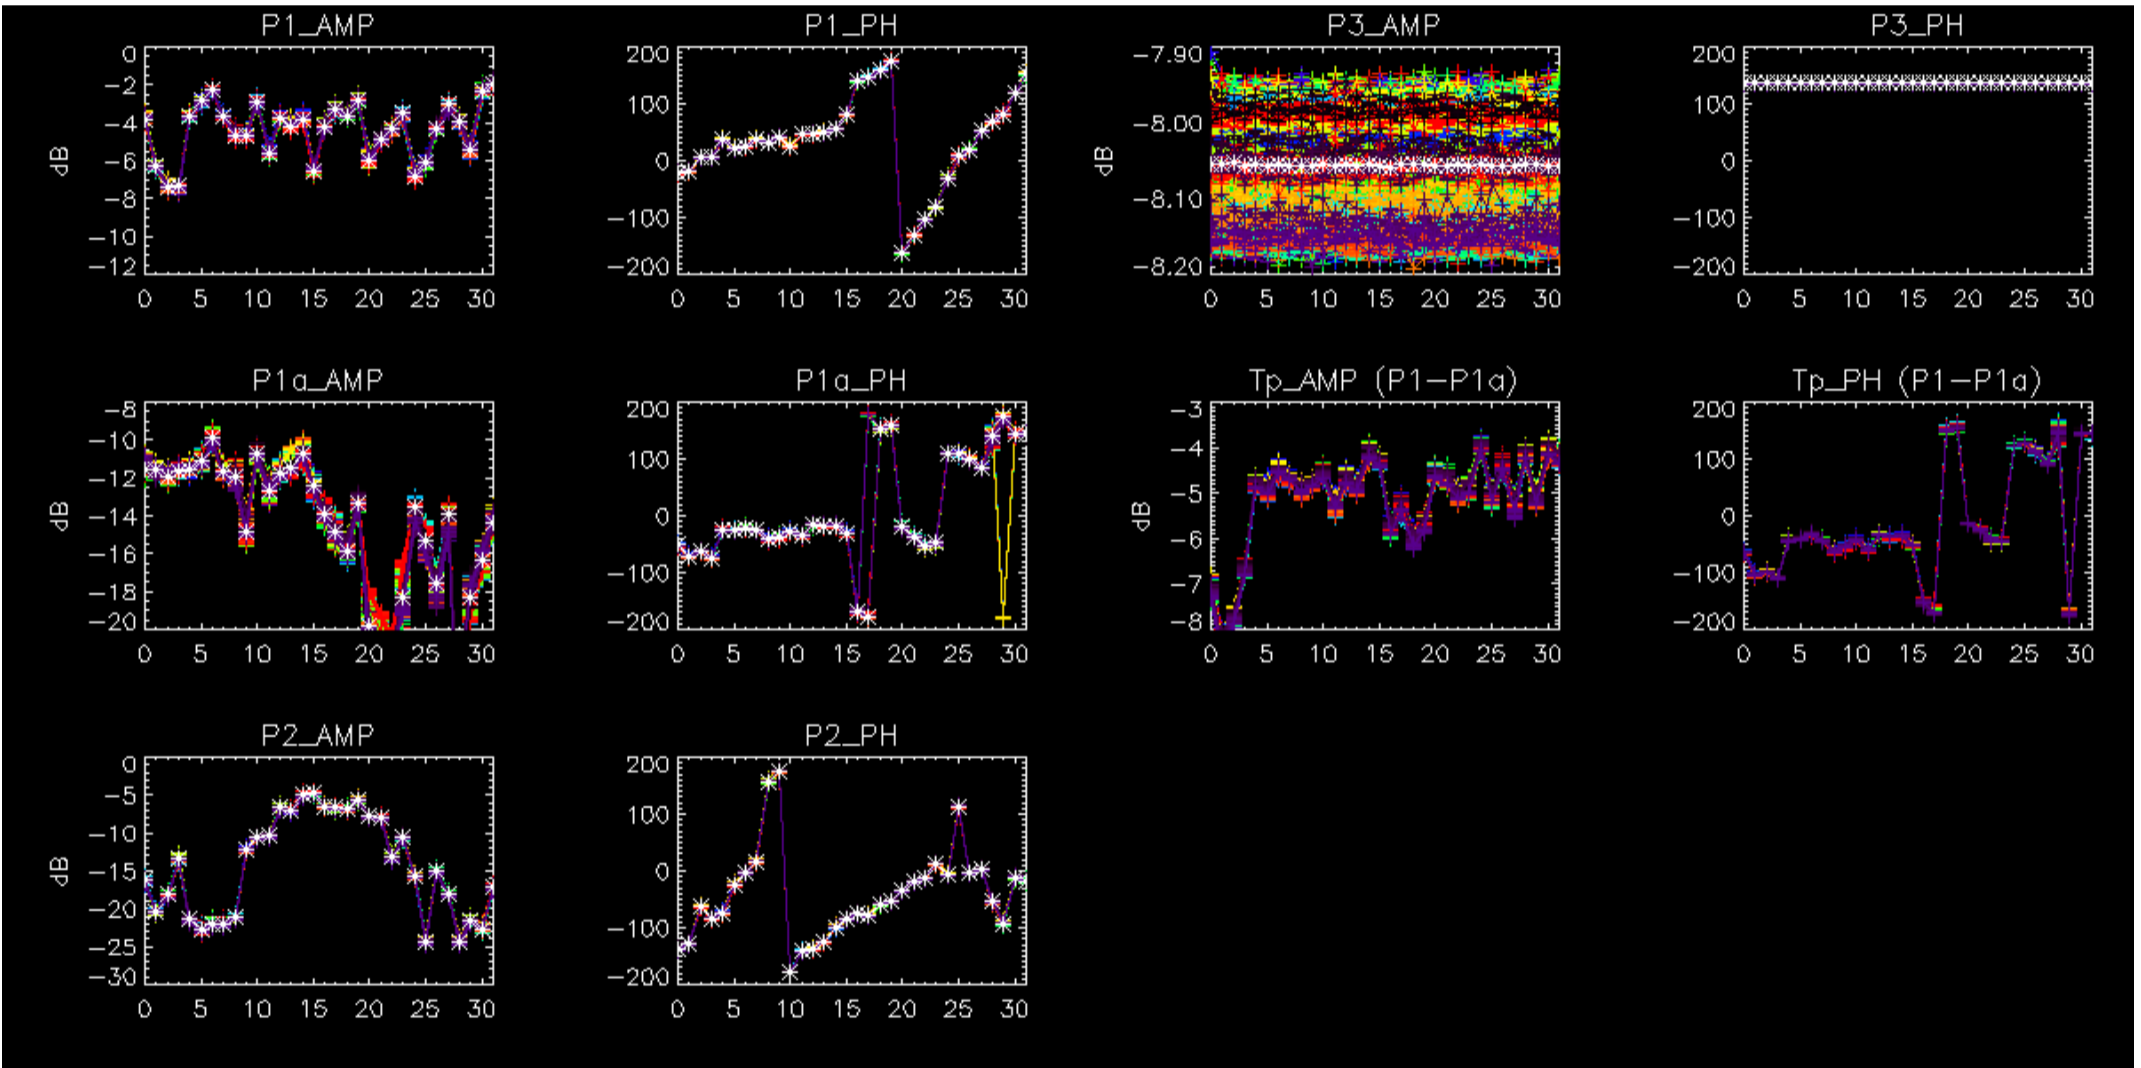 P1_AMP P1_PH P3_AMP P3_PH
0 200 -7.90 200
-2
-4 100 -8.00 100
dB -6 0 dB 0
-8 -100 -8.10 -100
-10
-12 -200 -8.20 -200
0 5 10 15 20 25 30 0 5 10 15 20 25 30 0 5 10 15 20 25 30 0 5 10 15 20 25 30
P1a_AMP P1a_PH Tp_AMP (P1-P1a) Tp_PH (P1-P1a)
-8 200 -3 200
-10 100 -4 100
-12
dB -14 0 dB -5 0
-16 -100 -6 -100
-18 -7
-20 -200 -8 -200
0 5 10 15 20 25 30 0 5 10 15 20 25 30 0 5 10 15 20 25 30 0 5 10 15 20 25 30
P2_AMP P2_PH
0 200
-5 100
-10
dB -15 0
-20 -100
-25
-30 -200
0 5 10 15 20 25 30 0 5 10 15 20 25 30